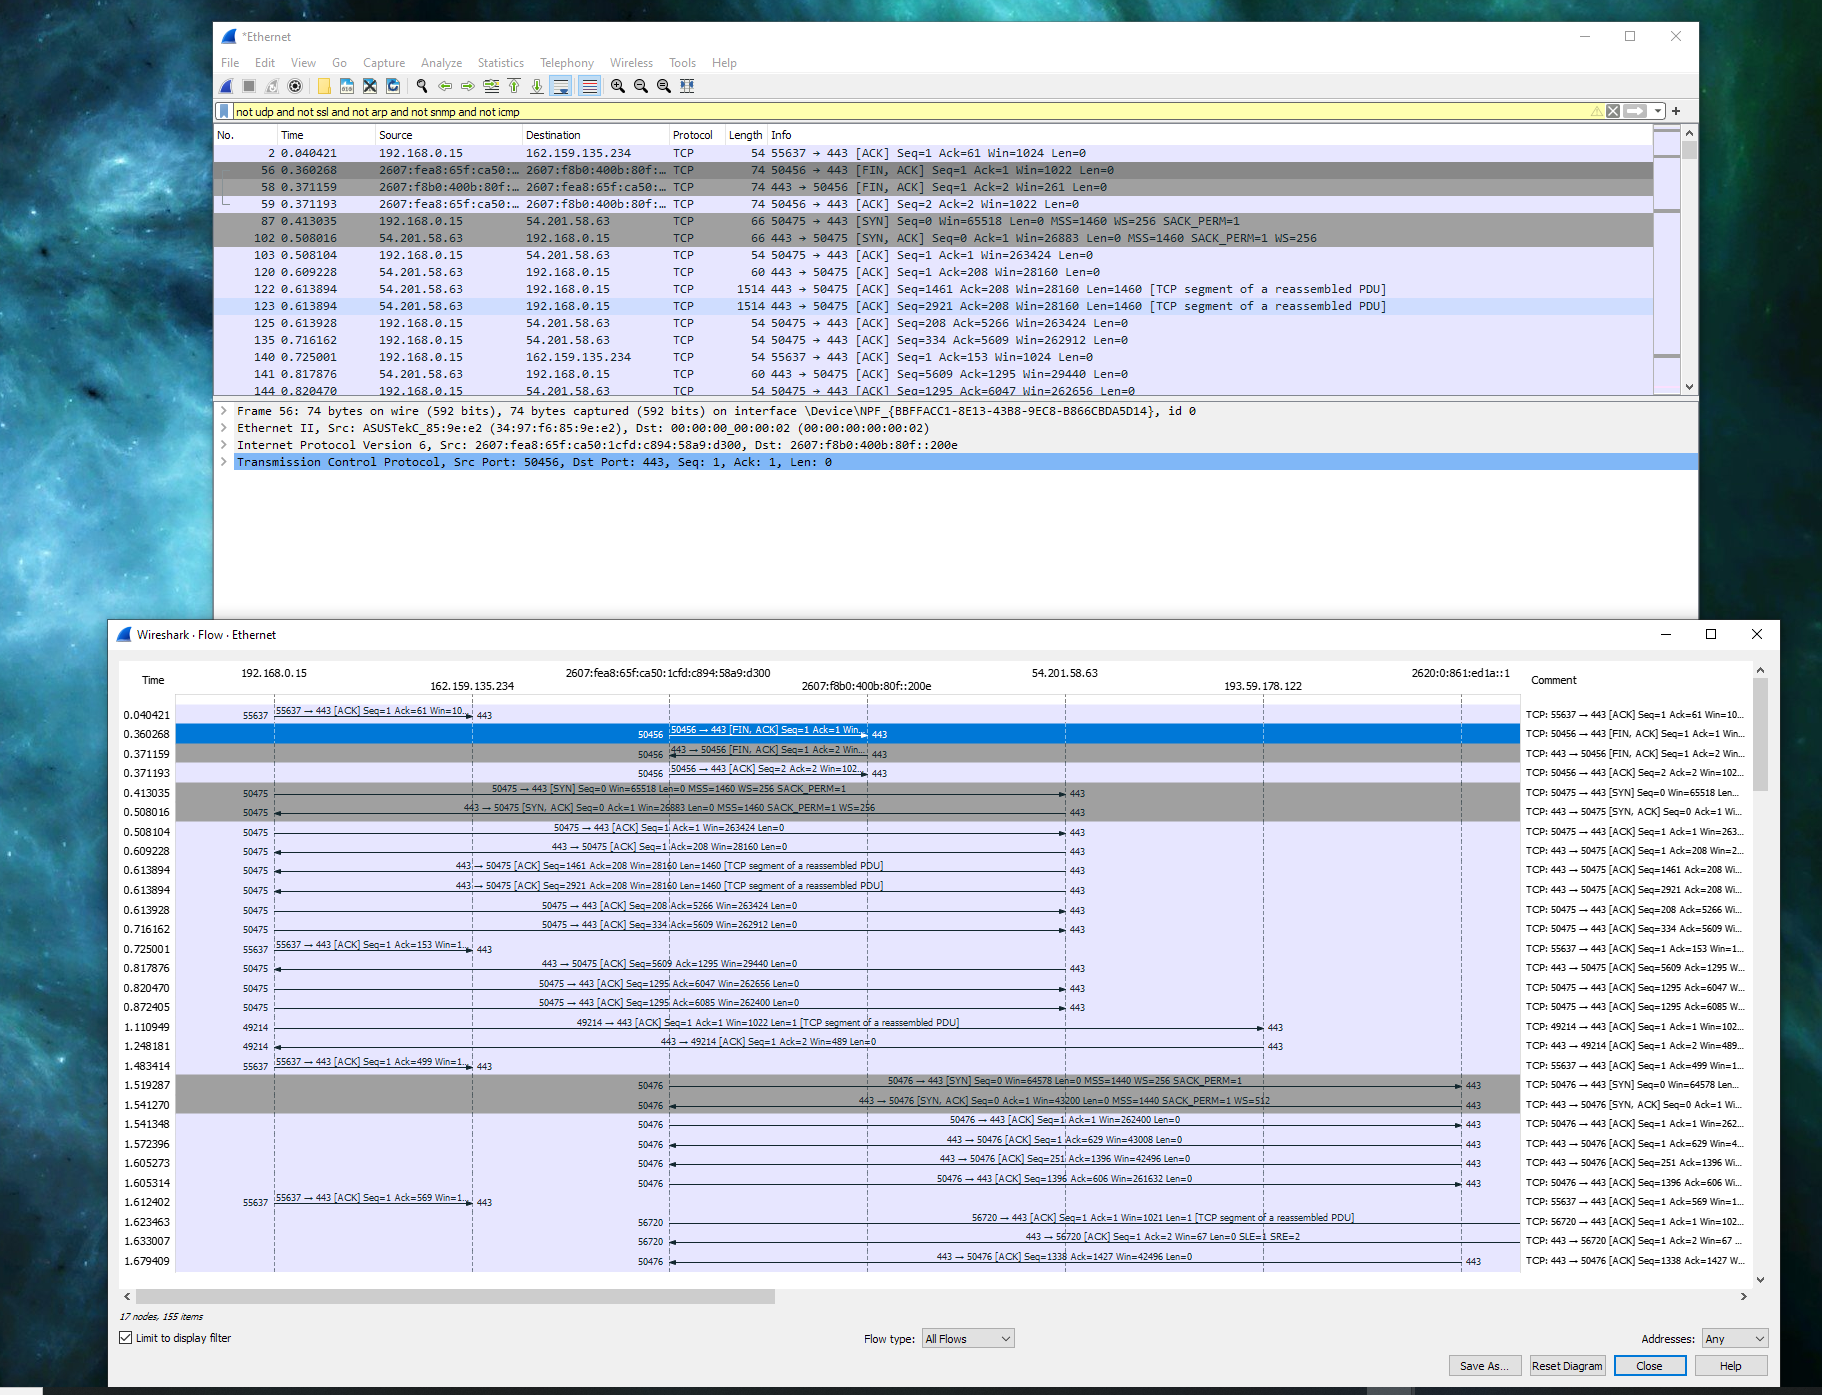 *Ethernet
File Edit View Go Capture Analyze Statistics Telephony Wireless Tools Help
not udp and not ssl and not arp and not snmp and not icmp
No. Time Source Destination Protocol Length Info
2 0.040421 192.168.0.15 162.159.135.234 TCP 54 55637 → 443 [ACK] Seq=1 Ack=61 Win=1024 Len=0
56 0.360268 2607:fea8:65f:ca50:… 2607:f8b0:400b:80f:… TCP 74 50456 → 443 [FIN, ACK] Seq=1 Ack=1 Win=1022 Len=0
58 0.371159 2607:f8b0:400b:80f:… 2607:fea8:65f:ca50:… TCP 74 443 → 50456 [FIN, ACK] Seq=1 Ack=2 Win=261 Len=0
59 0.371193 2607:fea8:65f:ca50:… 2607:f8b0:400b:80f:… TCP 74 50456 → 443 [ACK] Seq=2 Ack=2 Win=1022 Len=0
87 0.413035 192.168.0.15 54.201.58.63 TCP 66 50475 → 443 [SYN] Seq=0 Win=65518 Len=0 MSS=1460 WS=256 SACK_PERM=1
102 0.508016 54.201.58.63 192.168.0.15 TCP 66 443 → 50475 [SYN, ACK] Seq=0 Ack=1 Win=26883 Len=0 MSS=1460 SACK_PERM=1 WS=256
103 0.508104 192.168.0.15 54.201.58.63 TCP 54 50475 → 443 [ACK] Seq=1 Ack=1 Win=263424 Len=0
120 0.609228 54.201.58.63 192.168.0.15 TCP 60 443 → 50475 [ACK] Seq=1 Ack=208 Win=28160 Len=0
122 0.613894 54.201.58.63 192.168.0.15 TCP 1514 443 → 50475 [ACK] Seq=1461 Ack=208 Win=28160 Len=1460 [TCP segment of a reassembled PDU]
123 0.613894 54.201.58.63 192.168.0.15 TCP 1514 443 → 50475 [ACK] Seq=2921 Ack=208 Win=28160 Len=1460 [TCP segment of a reassembled PDU]
125 0.613928 192.168.0.15 54.201.58.63 TCP 54 50475 → 443 [ACK] Seq=208 Ack=5266 Win=263424 Len=0
135 0.716162 192.168.0.15 54.201.58.63 TCP 54 50475 → 443 [ACK] Seq=334 Ack=5609 Win=262912 Len=0
140 0.725001 192.168.0.15 162.159.135.234 TCP 54 55637 → 443 [ACK] Seq=1 Ack=153 Win=1024 Len=0
141 0.817876 54.201.58.63 192.168.0.15 TCP 60 443 → 50475 [ACK] Seq=5609 Ack=1295 Win=29440 Len=0
144 0.820470 192.168.0.15 54.201.58.63 TCP 54 50475 → 443 [ACK] Seq=1295 Ack=6047 Win=262656 Len=0
Frame 56: 74 bytes on wire (592 bits), 74 bytes captured (592 bits) on interface \Device\NPF_{BBFFACC1-8E13-43B8-9EC8-B866CBDA5D14}, id 0
Ethernet II, Src: ASUSTekC_85:9e:e2 (34:97:f6:85:9e:e2), Dst: 00:00:00_00:00:02 (00:00:00:00:00:02)
Internet Protocol Version 6, Src: 2607:fea8:65f:ca50:1cfd:c894:58a9:d300, Dst: 2607:f8b0:400b:80f::200e
Transmission Control Protocol, Src Port: 50456, Dst Port: 443, Seq: 1, Ack: 1, Len: 0
Wireshark · Flow · Ethernet
192.168.0.15 2607:fea8:65f:ca50:1cfd:c894:58a9:d300 54.201.58.63 2620:0:861:ed1a::1
Time 162.159.135.234 2607:f8b0:400b:80f::200e 193.59.178.122 Comment
0.040421 55637 55637 → 443 [ACK] Seq=1 Ack=61 Win=10… 443 TCP: 55637 → 443 [ACK] Seq=1 Ack=61 Win=10…
0.360268 50456 50456 → 443 [FIN, ACK] Seq=1 Ack=1 Win… 443 TCP: 50456 → 443 [FIN, ACK] Seq=1 Ack=1 Win…
0.371159 50456 443 → 50456 [FIN, ACK] Seq=1 Ack=2 Win… 443 TCP: 443 → 50456 [FIN, ACK] Seq=1 Ack=2 Win…
0.371193 50456 50456 → 443 [ACK] Seq=2 Ack=2 Win=102… 443 TCP: 50456 → 443 [ACK] Seq=2 Ack=2 Win=102…
0.413035 50475 50475 → 443 [SYN] Seq=0 Win=65518 Len=0 MSS=1460 WS=256 SACK_PERM=1 443 TCP: 50475 → 443 [SYN] Seq=0 Win=65518 Len…
0.508016 50475 443 → 50475 [SYN, ACK] Seq=0 Ack=1 Win=26883 Len=0 MSS=1460 SACK_PERM=1 WS=256 443 TCP: 443 → 50475 [SYN, ACK] Seq=0 Ack=1 Wi…
0.508104 50475 50475 → 443 [ACK] Seq=1 Ack=1 Win=263424 Len=0 443 TCP: 50475 → 443 [ACK] Seq=1 Ack=1 Win=263…
0.609228 50475 443 → 50475 [ACK] Seq=1 Ack=208 Win=28160 Len=0 443 TCP: 443 → 50475 [ACK] Seq=1 Ack=208 Win=2…
0.613894 50475 443 → 50475 [ACK] Seq=1461 Ack=208 Win=28160 Len=1460 [TCP segment of a reassembled PDU] 443 TCP: 443 → 50475 [ACK] Seq=1461 Ack=208 Wi…
0.613894 50475 443 → 50475 [ACK] Seq=2921 Ack=208 Win=28160 Len=1460 [TCP segment of a reassembled PDU] 443 TCP: 443 → 50475 [ACK] Seq=2921 Ack=208 Wi…
0.613928 50475 50475 → 443 [ACK] Seq=208 Ack=5266 Win=263424 Len=0 443 TCP: 50475 → 443 [ACK] Seq=208 Ack=5266 Wi…
0.716162 50475 50475 → 443 [ACK] Seq=334 Ack=5609 Win=262912 Len=0 443 TCP: 50475 → 443 [ACK] Seq=334 Ack=5609 Wi…
0.725001 55637 55637 → 443 [ACK] Seq=1 Ack=153 Win=1… 443 TCP: 55637 → 443 [ACK] Seq=1 Ack=153 Win=1…
0.817876 50475 443 → 50475 [ACK] Seq=5609 Ack=1295 Win=29440 Len=0 443 TCP: 443 → 50475 [ACK] Seq=5609 Ack=1295 W…
0.820470 50475 50475 → 443 [ACK] Seq=1295 Ack=6047 Win=262656 Len=0 443 TCP: 50475 → 443 [ACK] Seq=1295 Ack=6047 W…
0.872405 50475 50475 → 443 [ACK] Seq=1295 Ack=6085 Win=262400 Len=0 443 TCP: 50475 → 443 [ACK] Seq=1295 Ack=6085 W…
1.110949 49214 49214 → 443 [ACK] Seq=1 Ack=1 Win=1022 Len=1 [TCP segment of a reassembled PDU] 443 TCP: 49214 → 443 [ACK] Seq=1 Ack=1 Win=102…
1.248181 49214 443 → 49214 [ACK] Seq=1 Ack=2 Win=489 Len=0 443 TCP: 443 → 49214 [ACK] Seq=1 Ack=2 Win=489…
1.483414 55637 55637 → 443 [ACK] Seq=1 Ack=499 Win=1… 443 TCP: 55637 → 443 [ACK] Seq=1 Ack=499 Win=1…
1.519287 50476 50476 → 443 [SYN] Seq=0 Win=64578 Len=0 MSS=1440 WS=256 SACK_PERM=1 443 TCP: 50476 → 443 [SYN] Seq=0 Win=64578 Len…
1.541270 50476 443 → 50476 [SYN, ACK] Seq=0 Ack=1 Win=43200 Len=0 MSS=1440 SACK_PERM=1 WS=512 443 TCP: 443 → 50476 [SYN, ACK] Seq=0 Ack=1 Wi…
1.541348 50476 50476 → 443 [ACK] Seq=1 Ack=1 Win=262400 Len=0 443 TCP: 50476 → 443 [ACK] Seq=1 Ack=1 Win=262…
1.572396 50476 443 → 50476 [ACK] Seq=1 Ack=629 Win=43008 Len=0 443 TCP: 443 → 50476 [ACK] Seq=1 Ack=629 Win=4…
1.605273 50476 443 → 50476 [ACK] Seq=251 Ack=1396 Win=42496 Len=0 443 TCP: 443 → 50476 [ACK] Seq=251 Ack=1396 Wi…
1.605314 50476 50476 → 443 [ACK] Seq=1396 Ack=606 Win=261632 Len=0 443 TCP: 50476 → 443 [ACK] Seq=1396 Ack=606 Wi…
1.612402 55637 55637 → 443 [ACK] Seq=1 Ack=569 Win=1… 443 TCP: 55637 → 443 [ACK] Seq=1 Ack=569 Win=1…
1.623463 56720 56720 → 443 [ACK] Seq=1 Ack=1 Win=1021 Len=1 [TCP segment of a reassembled PDU] TCP: 56720 → 443 [ACK] Seq=1 Ack=1 Win=102…
1.633007 56720 443 → 56720 [ACK] Seq=1 Ack=2 Win=67 Len=0 SLE=1 SRE=2 TCP: 443 → 56720 [ACK] Seq=1 Ack=2 Win=67 …
1.679409 50476 443 → 50476 [ACK] Seq=1338 Ack=1427 Win=42496 Len=0 443 TCP: 443 → 50476 [ACK] Seq=1338 Ack=1427 W…
17 nodes, 155 items
Limit to display filter Flow type: All Flows Addresses: Any
Save As… Reset Diagram Close Help